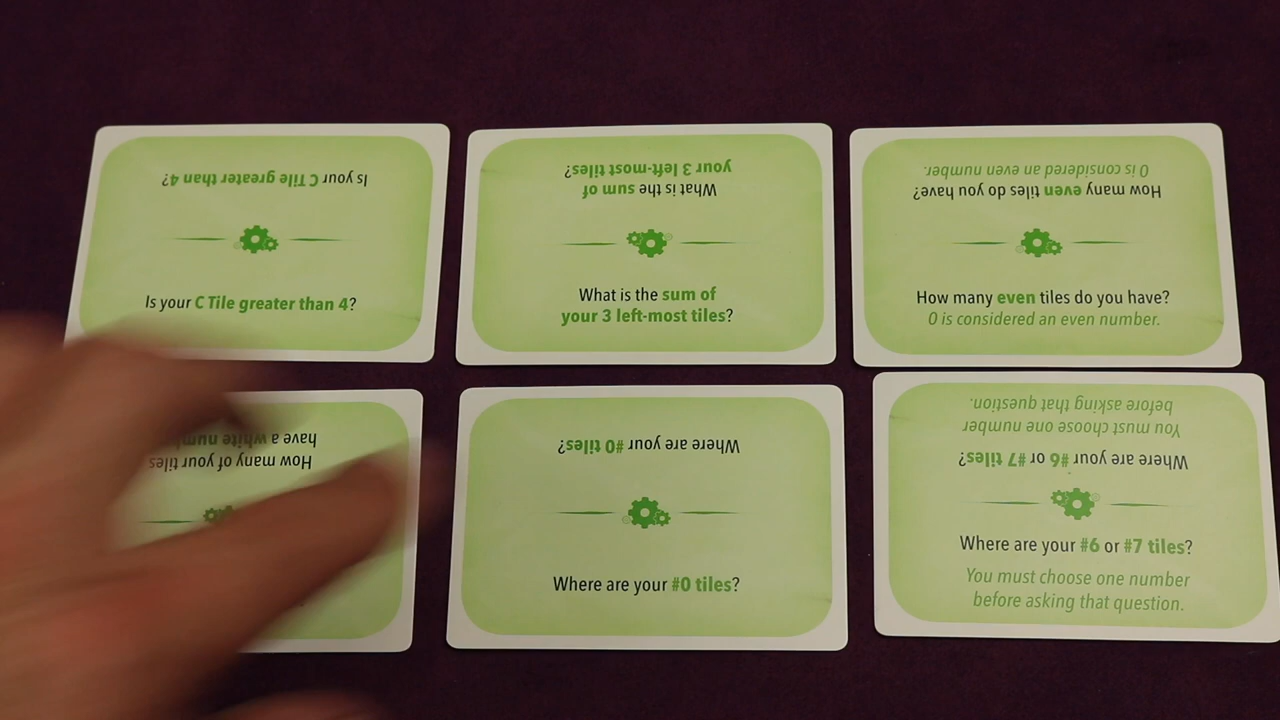 Is your C Tile greater than 4?
Is your C Tile greater than 4?
What is the sum of
your 3 left-most tiles?
What is the sum of
your 3 left-most tiles?
How many even tiles do you have?
0 is considered an even number.
How many even tiles do you have?
0 is considered an even number.
How many of your tiles
have a white
Where are your #0 tiles?
Where are your #0 tiles?
Where are your #6 or #7 tiles?
You must choose one number
before asking that question.
Where are your #6 or #7 tiles?
You must choose one number
before asking that question.